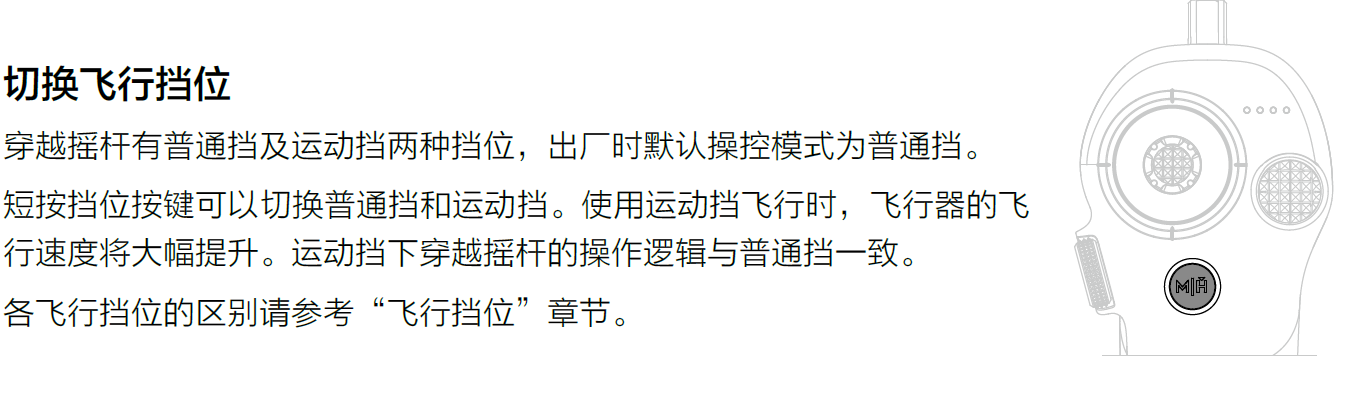 切换飞行挡位
穿越摇杆有普通挡及运动挡两种挡位，出厂时默认操控模式为普通挡。
短按挡位按键可以切换普通挡和运动挡。使用运动挡飞行时，飞行器的飞
行速度将大幅提升。运动挡下穿越摇杆的操作逻辑与普通挡一致。
各飞行挡位的区别请参考“飞行挡位”章节。